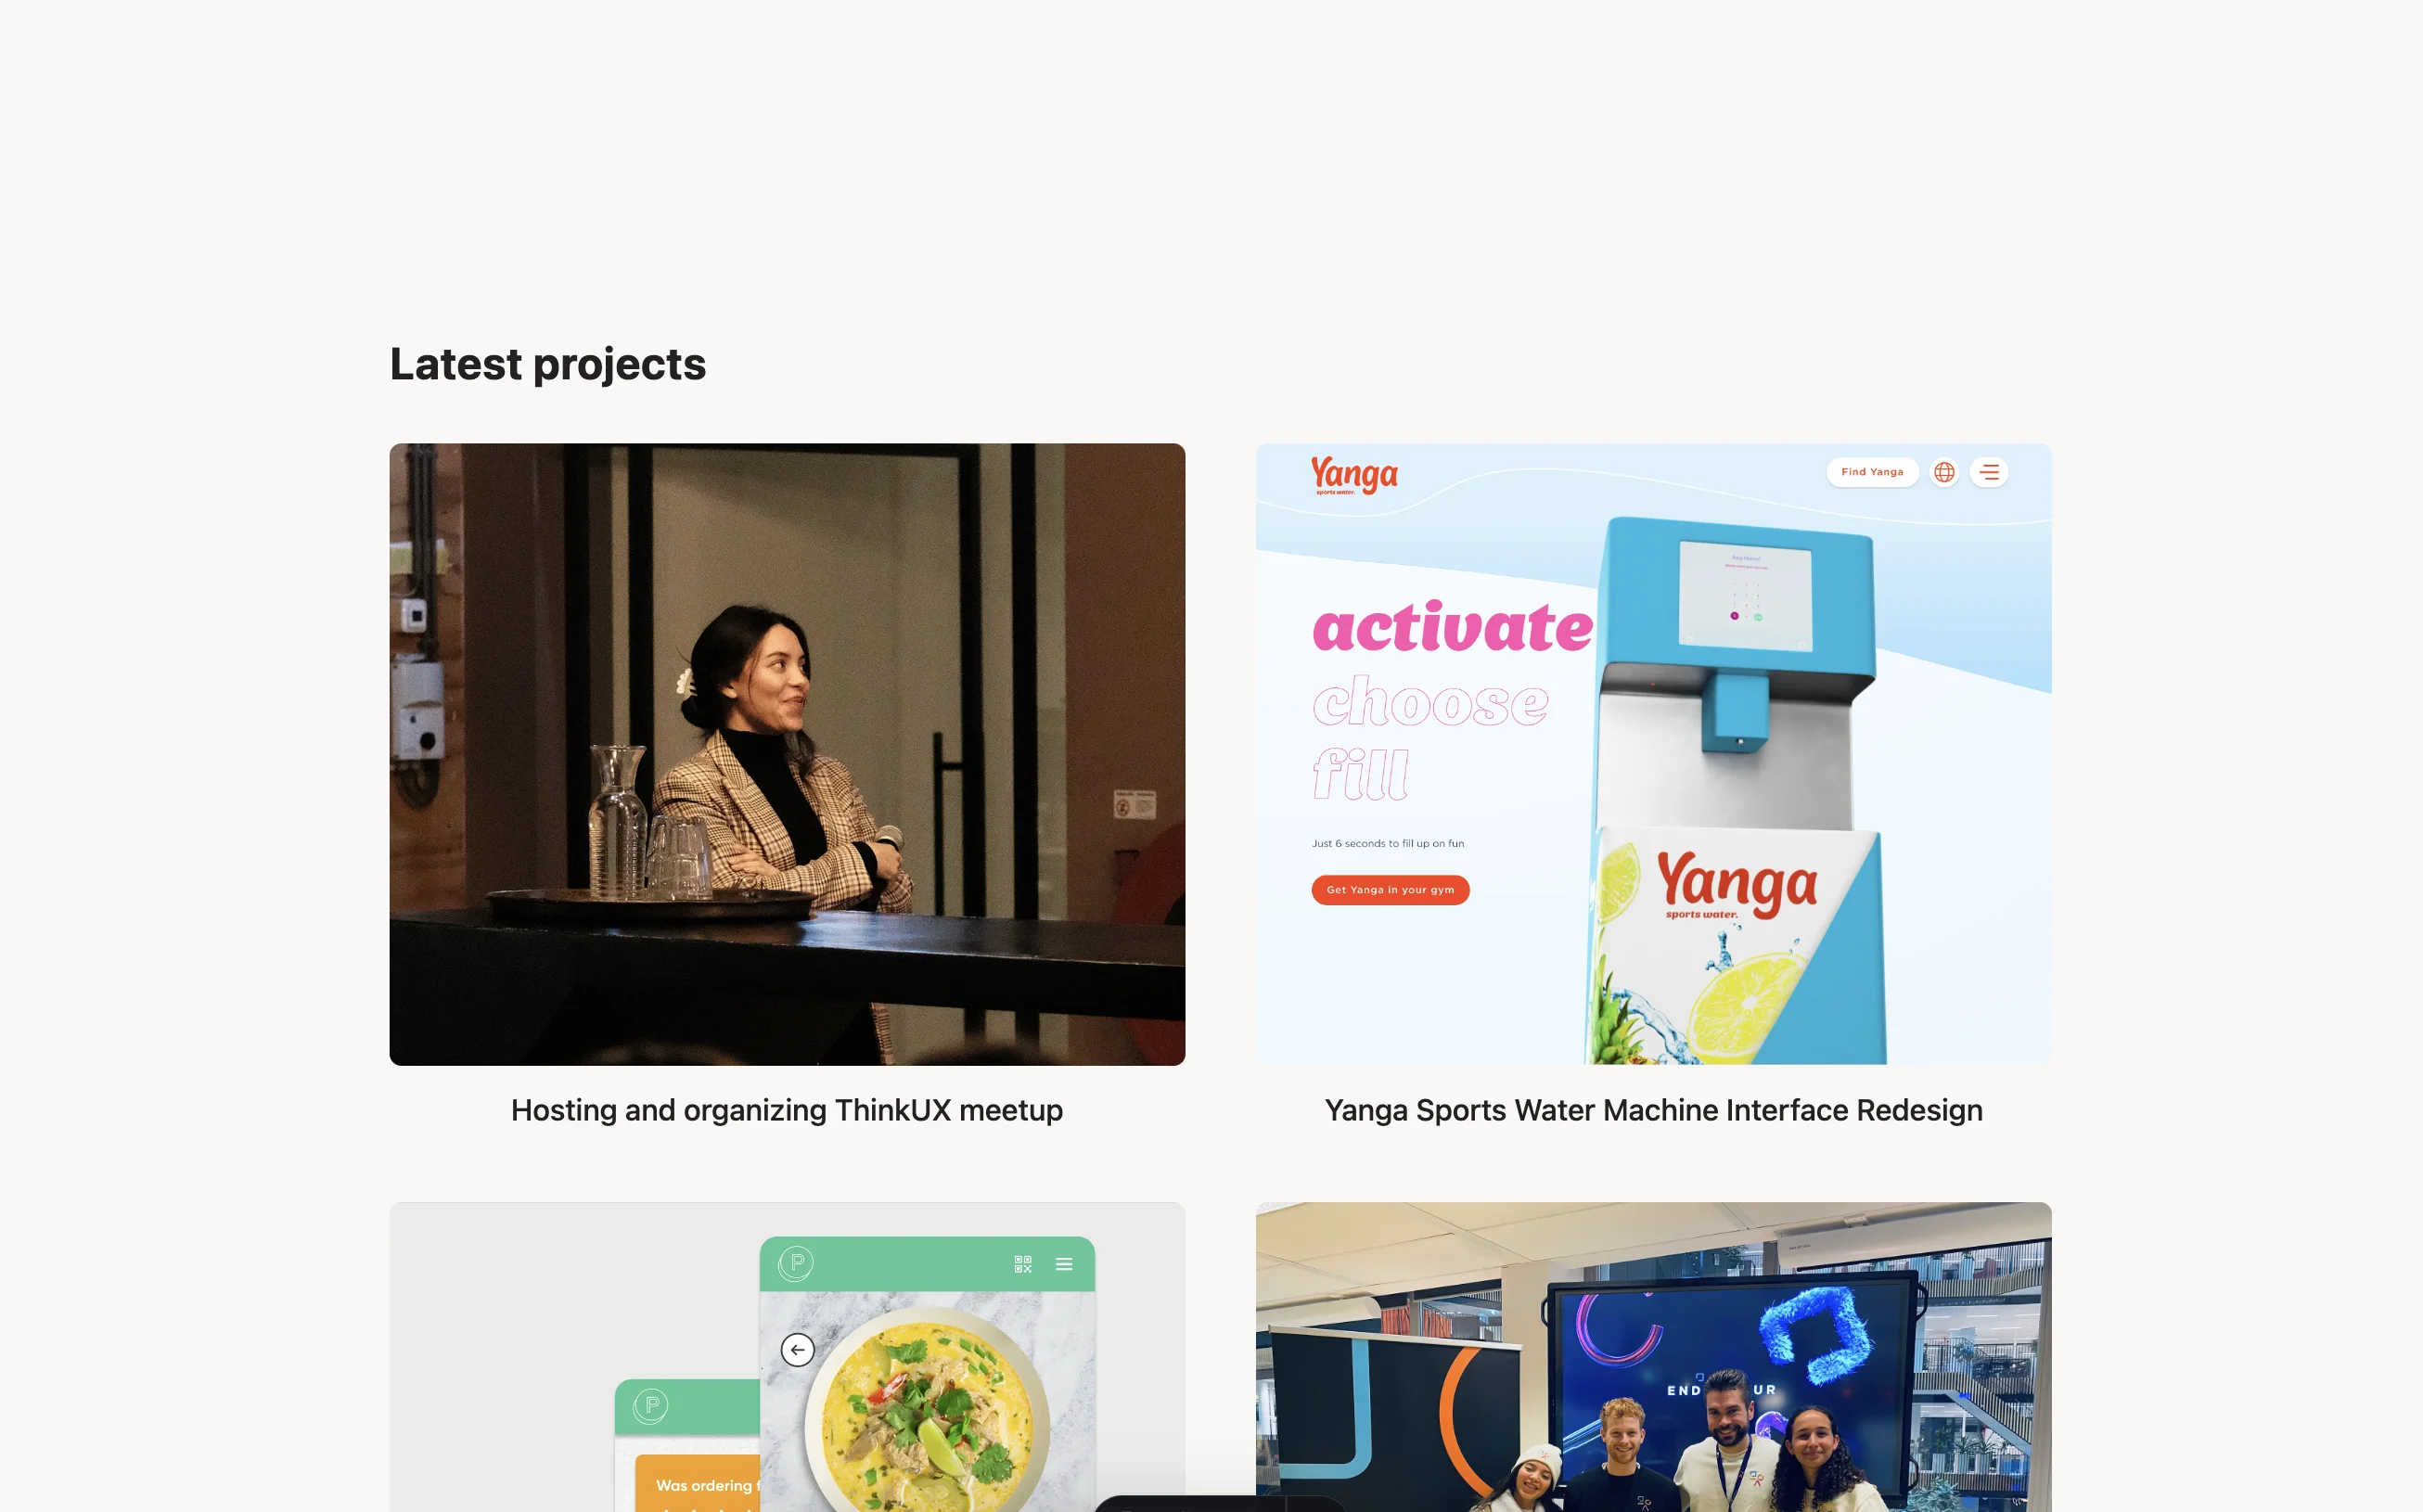 Latest projects
Yanga
sports water.
Find Yanga
activate
choose
fill
Just 6 seconds to fill up on fun
Get Yanga in your gym
Yanga
sports water.
Hosting and organizing ThinkUX meetup
Yanga Sports Water Machine Interface Redesign
P
P
Was ordering
END UR